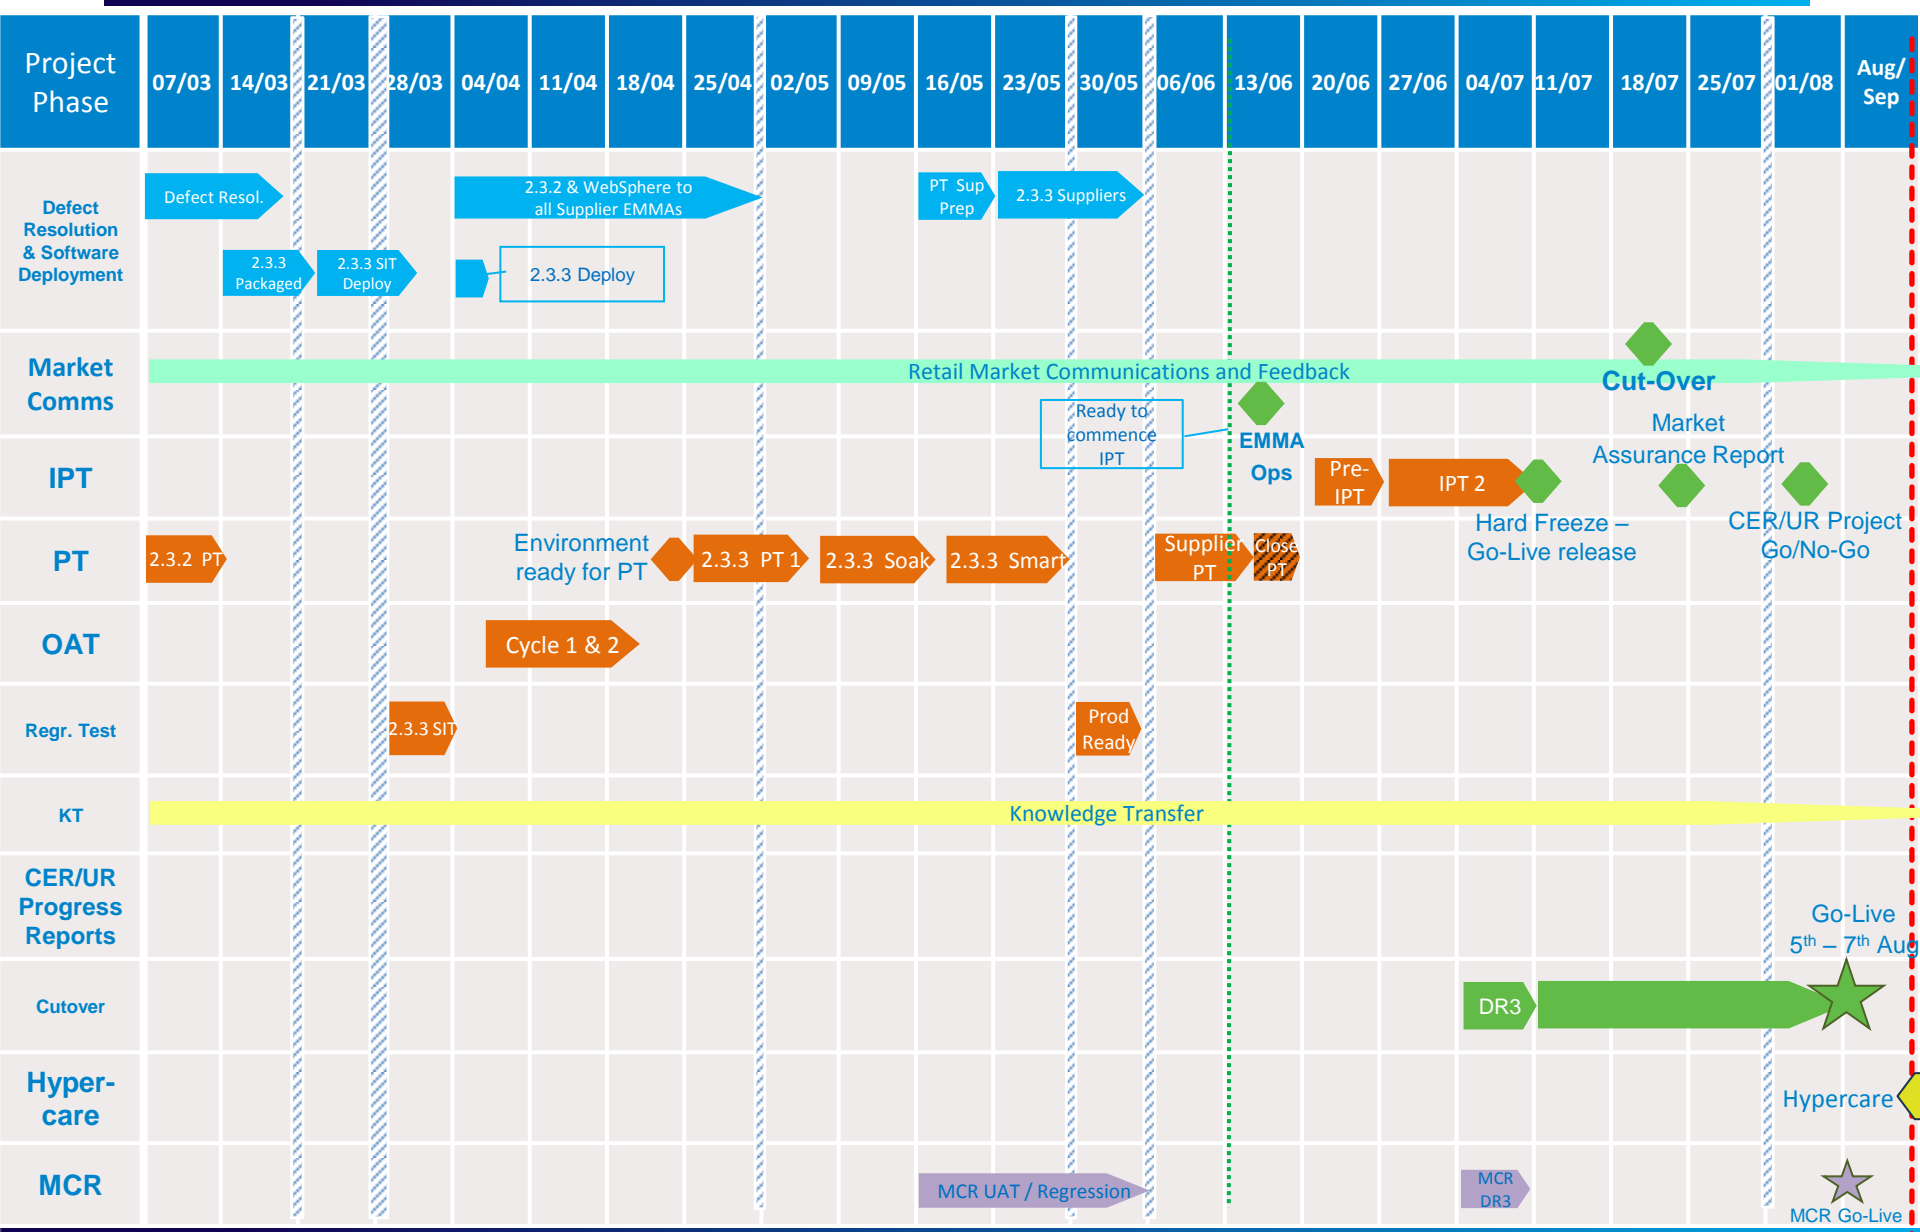 Project
Phase
07/03 14/03 21/03 28/03 04/04 11/04 18/04 25/04 02/05 09/05 16/05 23/05 30/05 06/06 13/06 20/06 27/06 04/07 11/07 18/07 25/07 01/08
Aug/
Sep
Defect
Resolution
& Software
Deployment
Defect Resol.
2.3.2 & WebSphere to
all Supplier EMMAs
PT Sup
Prep
2.3.3 Suppliers
2.3.3
Packaged
2.3.3 SIT
Deploy
2.3.3 Deploy
Market
Comms
Retail Market Communications and Feedback
Cut-Over
Ready to
commence
IPT
EMMA
Ops
Market
Assurance Report
IPT
Pre-
IPT
IPT 2
Hard Freeze –
Go-Live release
CER/UR Project
Go/No-Go
PT
2.3.2 PT
Environment
ready for PT
2.3.3 PT 1
2.3.3 Soak
2.3.3 Smart
Supplier
PT
Close
PT
OAT
Cycle 1 & 2
Regr. Test
2.3.3 SIT
Prod
Ready
KT
Knowledge Transfer
CER/UR
Progress
Reports
Go-Live
5th – 7th Aug
Cutover
DR3
Hyper-
care
Hypercare
MCR
MCR UAT / Regression
MCR
DR3
MCR Go-Live